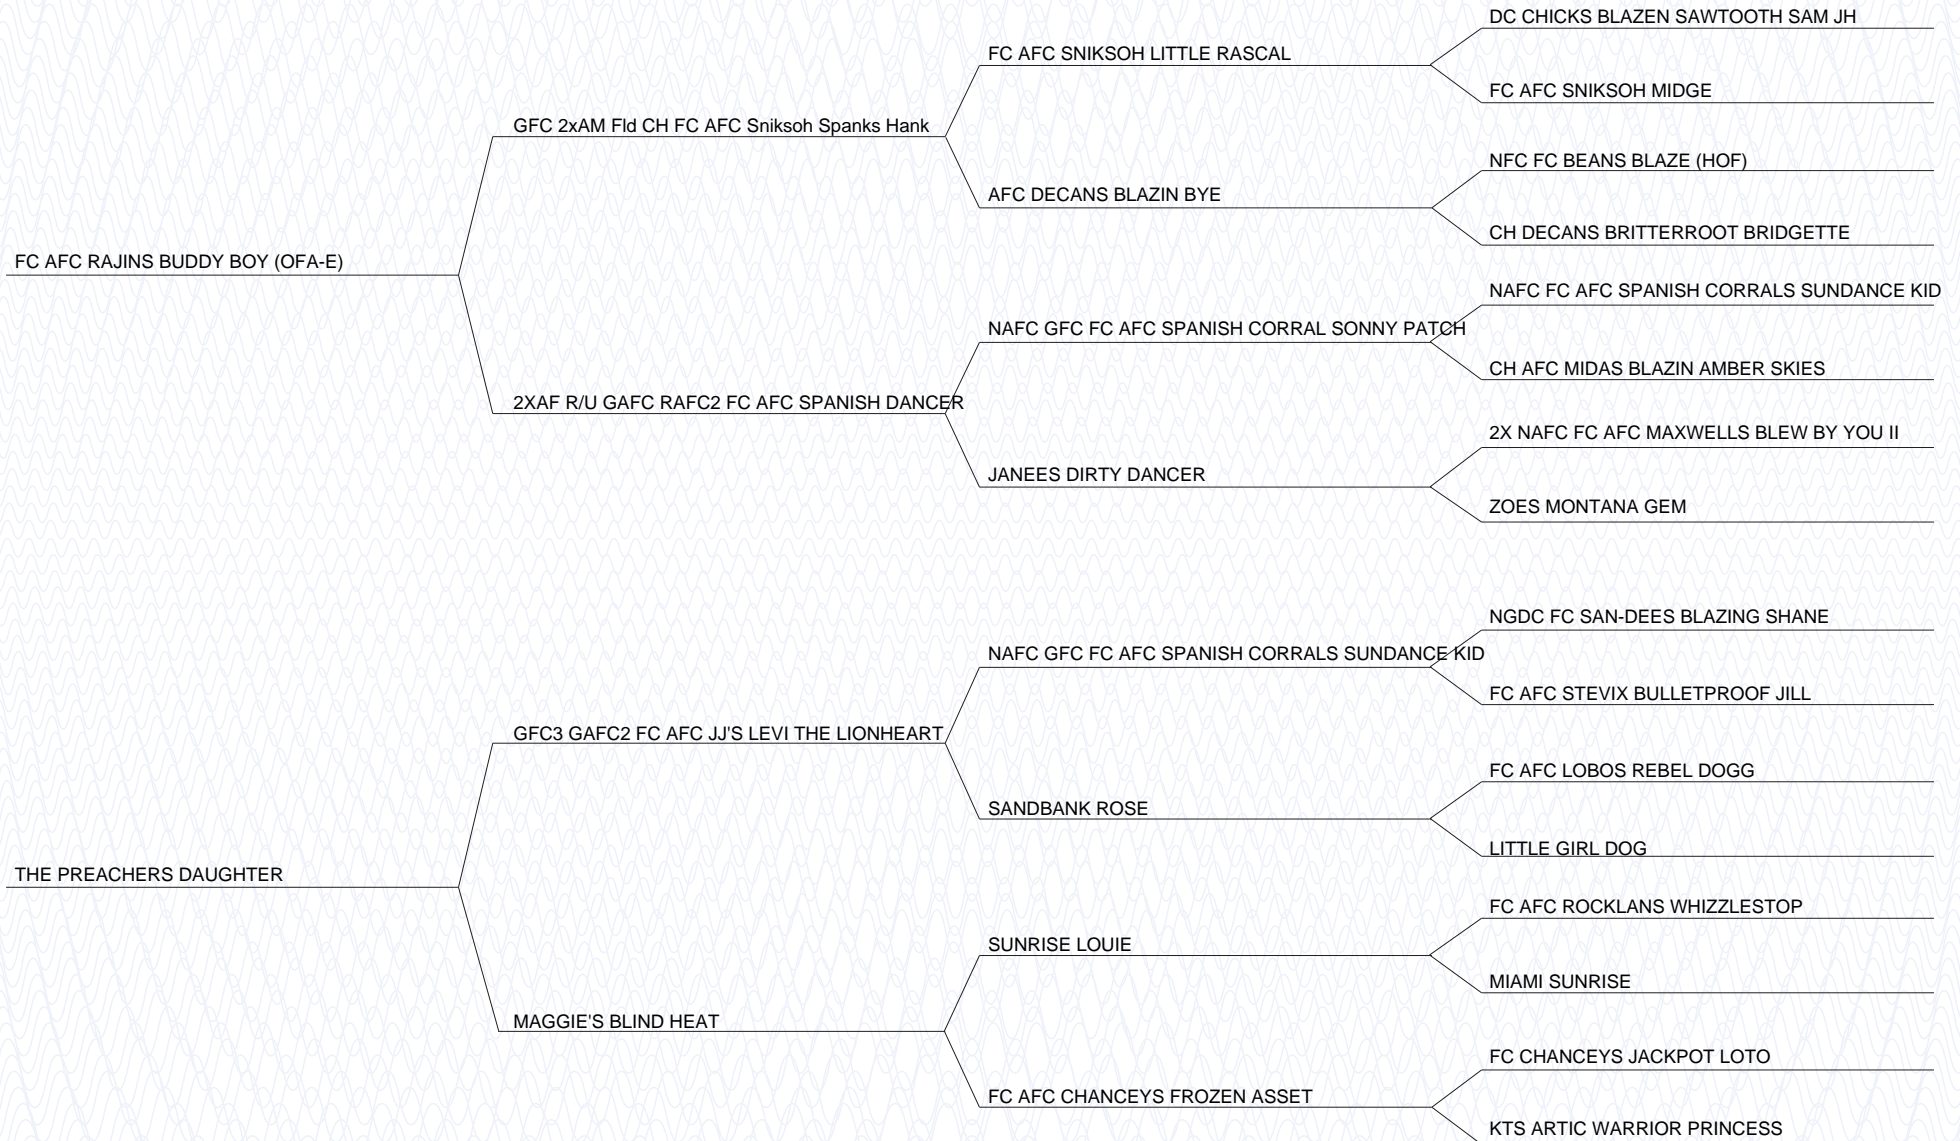 DC CHICKS BLAZEN SAWTOOTH SAM JH
FC AFC SNIKSOH LITTLE RASCAL
FC AFC SNIKSOH MIDGE
GFC 2xAM Fld CH FC AFC Sniksoh Spanks Hank
NFC FC BEANS BLAZE (HOF)
AFC DECANS BLAZIN BYE
CH DECANS BRITTERROOT BRIDGETTE
FC AFC RAJINS BUDDY BOY (OFA-E)
NAFC FC AFC SPANISH CORRALS SUNDANCE KID
NAFC GFC FC AFC SPANISH CORRAL SONNY PATCH
CH AFC MIDAS BLAZIN AMBER SKIES
2XAF R/U GAFC RAFC2 FC AFC SPANISH DANCER
2X NAFC FC AFC MAXWELLS BLEW BY YOU II
JANEES DIRTY DANCER
ZOES MONTANA GEM
NGDC FC SAN-DEES BLAZING SHANE
NAFC GFC FC AFC SPANISH CORRALS SUNDANCE KID
FC AFC STEVIX BULLETPROOF JILL
GFC3 GAFC2 FC AFC JJ'S LEVI THE LIONHEART
FC AFC LOBOS REBEL DOGG
SANDBANK ROSE
LITTLE GIRL DOG
THE PREACHERS DAUGHTER
FC AFC ROCKLANS WHIZZLESTOP
SUNRISE LOUIE
MIAMI SUNRISE
MAGGIE'S BLIND HEAT
FC CHANCEYS JACKPOT LOTO
FC AFC CHANCEYS FROZEN ASSET
KTS ARTIC WARRIOR PRINCESS